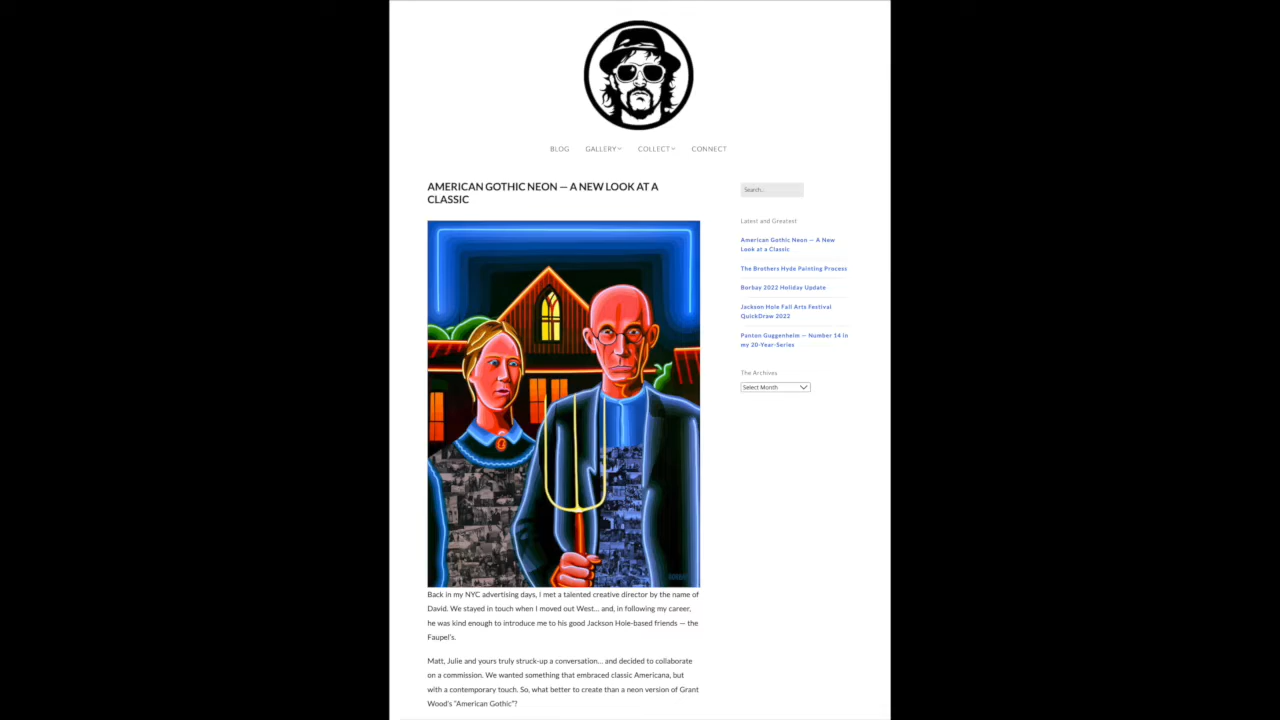 BLOG GALLERY COLLECT CONNECT
AMERICAN GOTHIC NEON — A NEW LOOK AT A
CLASSIC
Back in my NYC advertising days, I met a talented creative director by the name of
David. We stayed in touch when I moved out West… and, in following my career,
he was kind enough to introduce me to his good Jackson Hole-based friends — the
Faupel's.
Matt, Julie and yours truly struck-up a conversation… and decided to collaborate
on a commission. We wanted something that embraced classic Americana, but
with a contemporary touch. So, what better to create than a neon version of Grant
Wood's "American Gothic"?
Search...
Latest and Greatest
American Gothic Neon — A New
Look at a Classic
The Brothers Hyde Painting Process
Borbay 2022 Holiday Update
Jackson Hole Fall Arts Festival
QuickDraw 2022
Panton Guggenheim — Number 14 in
my 20-Year-Series
The Archives
Select Month